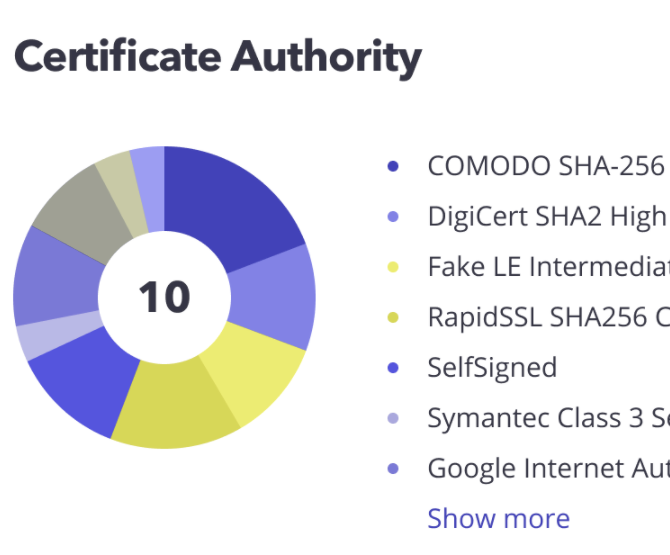 Certificate Authority
10
COMODO SHA-256
DigiCert SHA2 High
Fake LE Intermediat
RapidSSL SHA256 C
SelfSigned
Symantec Class 3 Se
Google Internet Aut
Show more